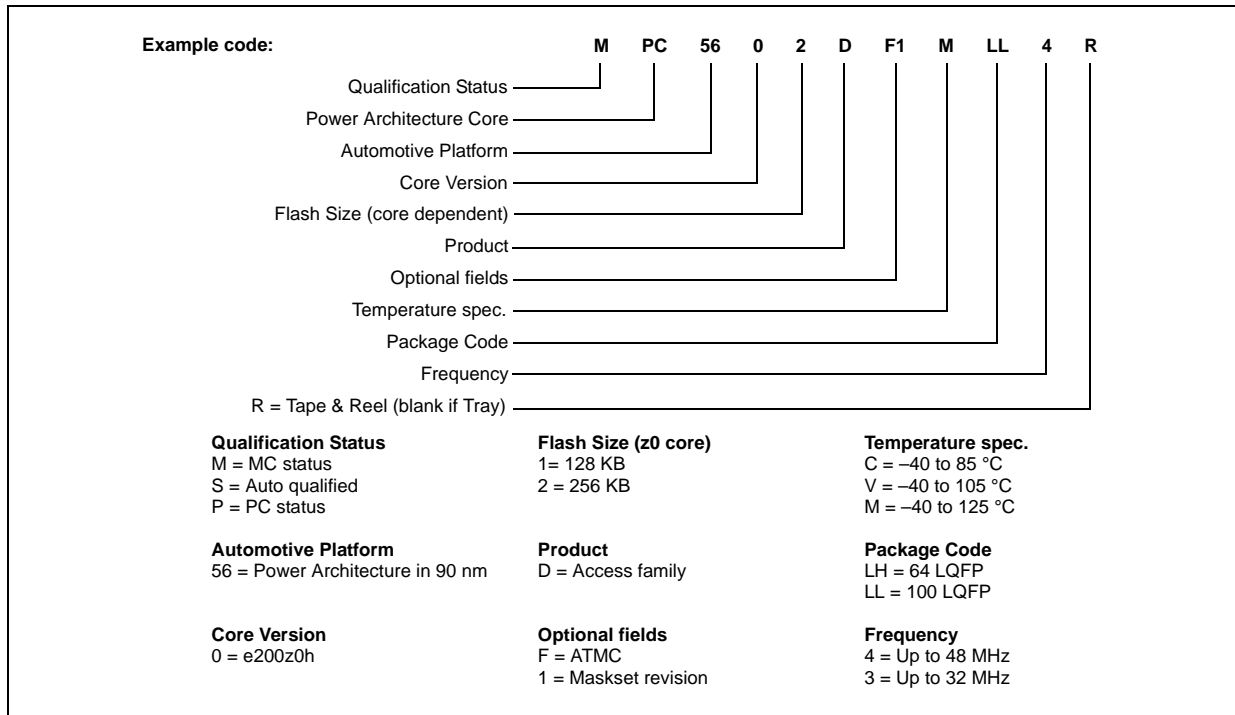 Example code: M PC 56 0 2 D F1 M LL 4 R
Qualification Status
Power Architecture Core
Automotive Platform
Core Version
Flash Size (core dependent)
Product
Optional fields
Temperature spec.
Package Code
Frequency
R = Tape & Reel (blank if Tray)
Qualification Status
M = MC status
S = Auto qualified
P = PC status
Flash Size (z0 core)
1= 128 KB
2 = 256 KB
Temperature spec.
C = –40 to 85 °C
V = –40 to 105 °C
M = –40 to 125 °C
Automotive Platform
56 = Power Architecture in 90 nm
Product
D = Access family
Package Code
LH = 64 LQFP
LL = 100 LQFP
Core Version
0 = e200z0h
Optional fields
F = ATMC
1 = Maskset revision
Frequency
4 = Up to 48 MHz
3 = Up to 32 MHz